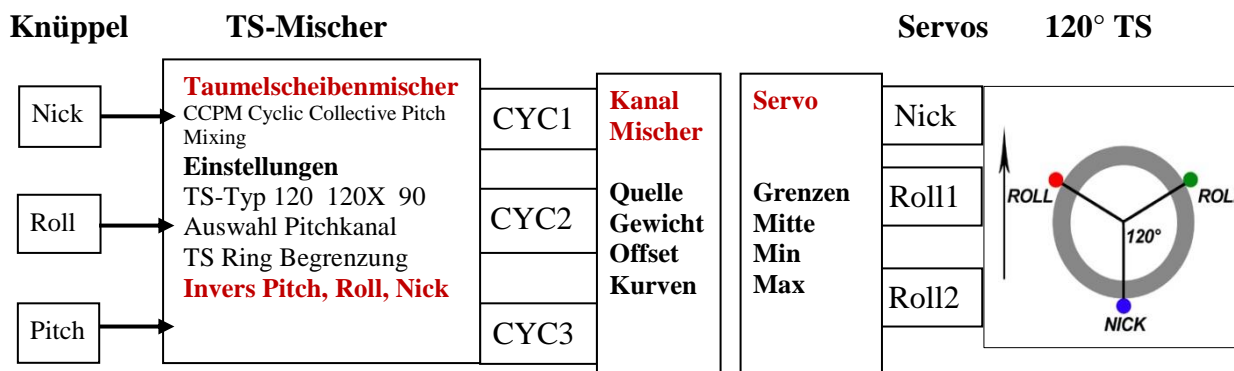 Knüppel TS-Mischer Servos 120° TS
Nick
Roll
Pitch
Taumelscheibenmischer
CCPM Cyclic Collective Pitch
Mixing
Einstellungen
TS-Typ 120 120X 90
Auswahl Pitchkanal
TS Ring Begrenzung
Invers Pitch, Roll, Nick
CYC1
CYC2
CYC3
Kanal
Mischer
Quelle
Gewicht
Offset
Kurven
Servo
Grenzen
Mitte
Min
Max
Nick
Roll1
Roll2
ROLL
ROL
120°
NICK